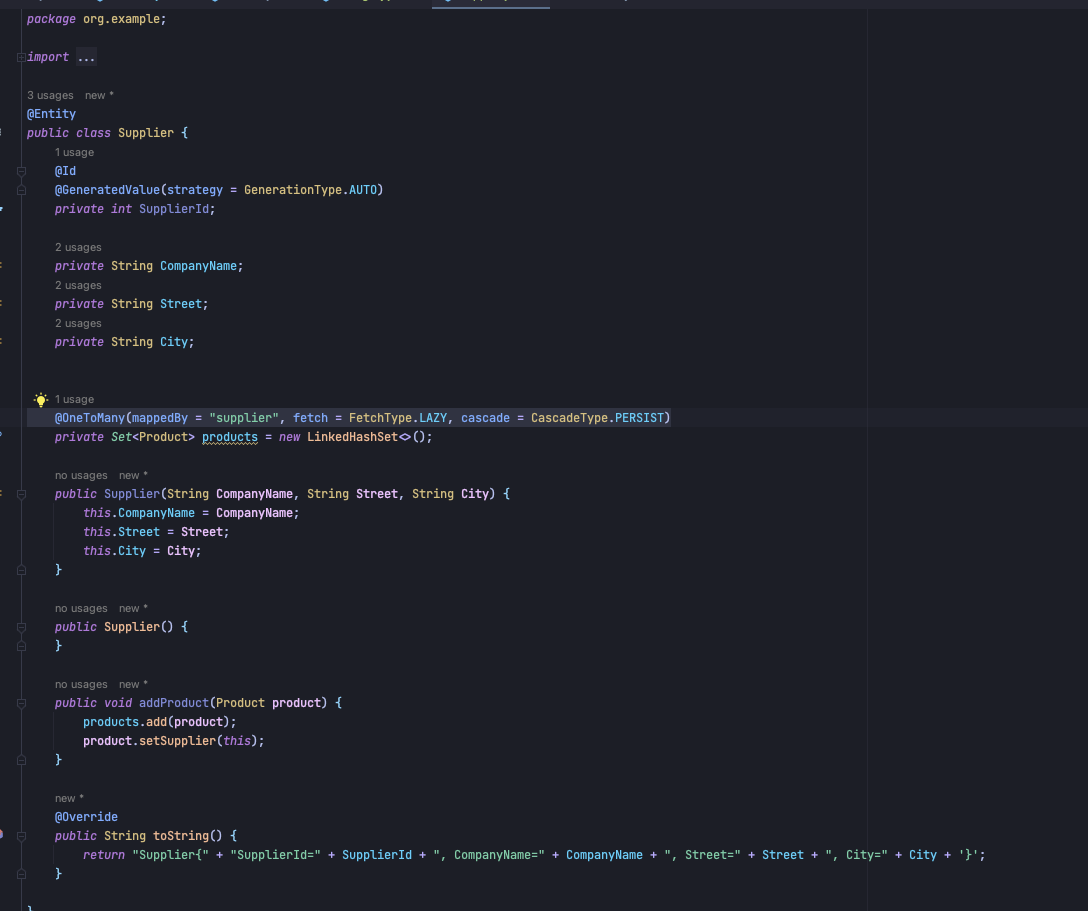 package org.example;
import ...
3 usages   new *
@Entity
public class Supplier {
1 usage
@Id
@GeneratedValue(strategy = GenerationType.AUTO)
private int SupplierId;
2 usages
private String CompanyName;
2 usages
private String Street;
2 usages
private String City;
1 usage
@OneToMany(mappedBy = "supplier", fetch = FetchType.LAZY, cascade = CascadeType.PERSIST)
private Set<Product> products = new LinkedHashSet<>();
no usages   new *
public Supplier(String CompanyName, String Street, String City) {
this.CompanyName = CompanyName;
this.Street = Street;
this.City = City;
}
no usages   new *
public Supplier() {
}
no usages   new *
public void addProduct(Product product) {
products.add(product);
product.setSupplier(this);
}
new *
@Override
public String toString() {
return "Supplier{" + "SupplierId=" + SupplierId + ", CompanyName=" + CompanyName + ", Street=" + Street + ", City=" + City + '}';
}
}